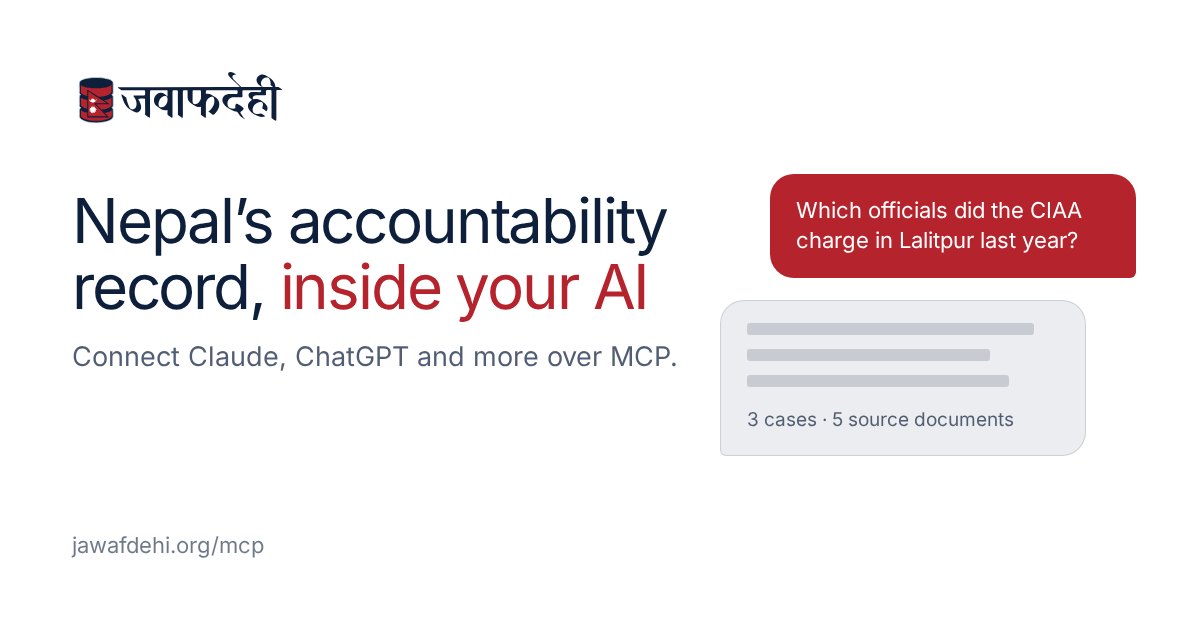 जवाफदेही
Nepal’s accountability
record, inside your AI
Connect Claude, ChatGPT and more over MCP.
Which officials did the CIAA
charge in Lalitpur last year?
3 cases · 5 source documents
jawafdehi.org/mcp